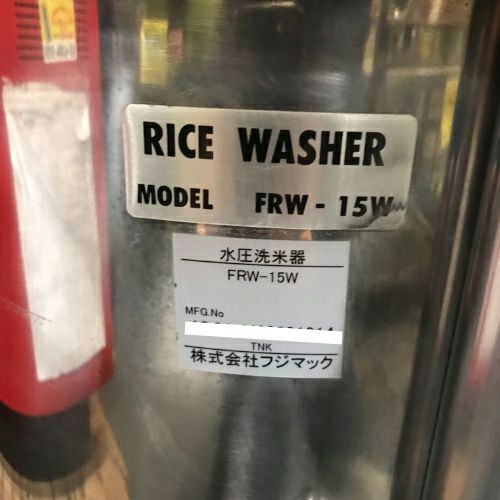 RICE WASHER
MODEL FRW - 15W
水圧洗米器
FRW-15W
MFG.No
TNK
株式会社フジマック